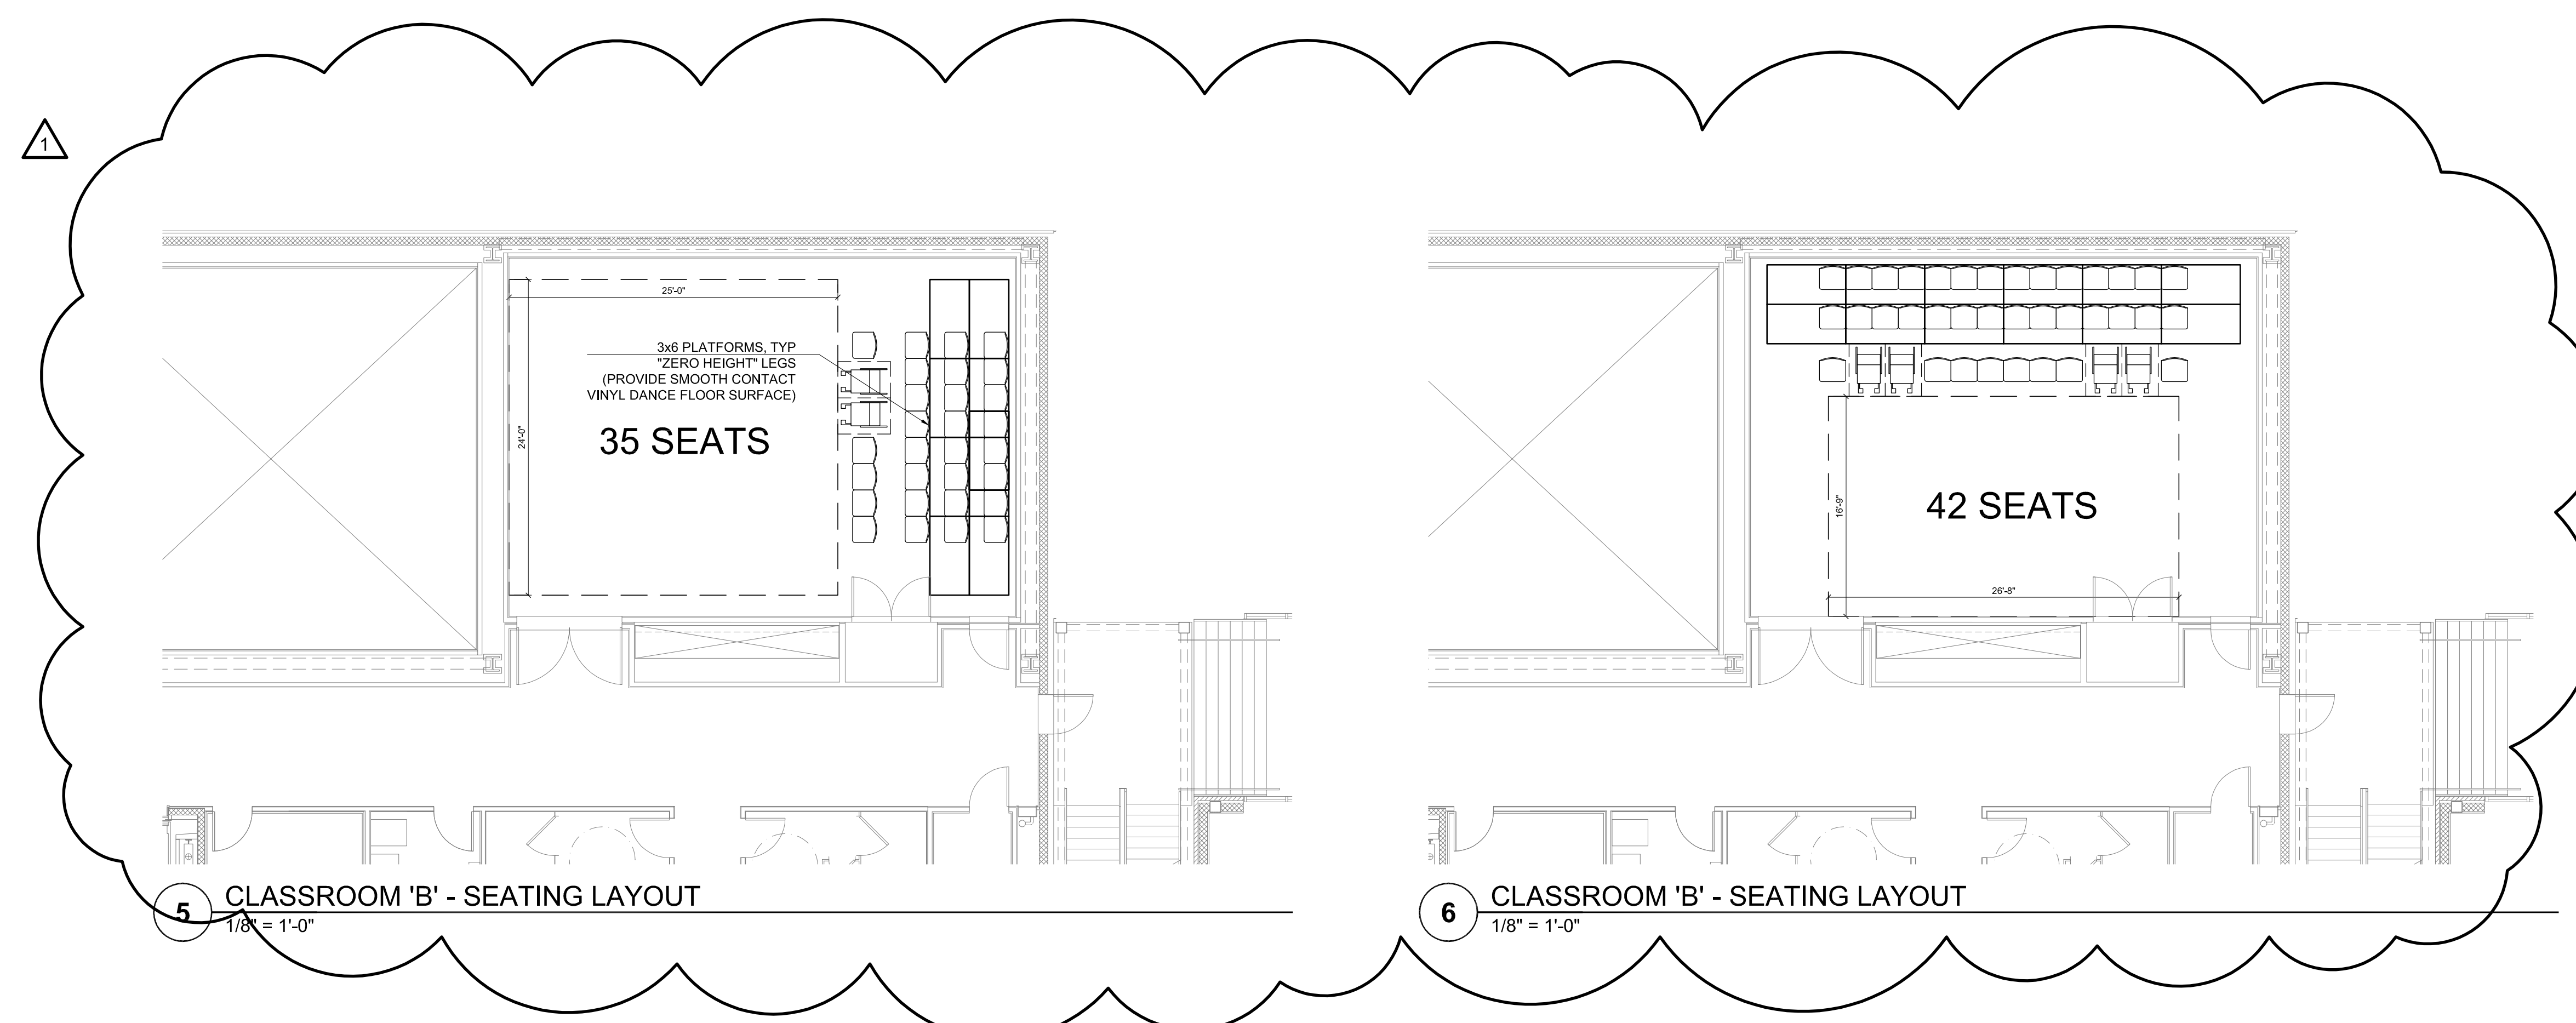 1
25'-0"
3x6 PLATFORMS, TYP
"ZERO HEIGHT" LEGS
(PROVIDE SMOOTH CONTACT
VINYL DANCE FLOOR SURFACE)
24'-0"
35 SEATS
16'-9"
42 SEATS
26'-8"
5
CLASSROOM 'B' - SEATING LAYOUT
1/8" = 1'-0"
6
CLASSROOM 'B' - SEATING LAYOUT
1/8" = 1'-0"